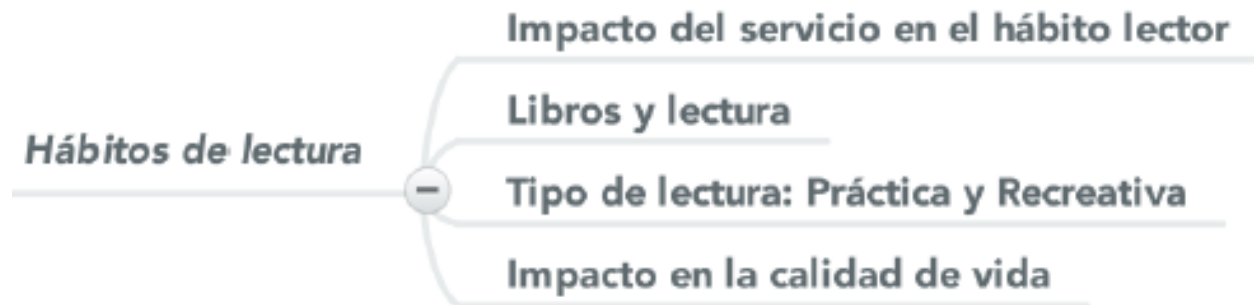 Impacto del servicio en el hábito lector
Libros y lectura
Hábitos de lectura
Tipo de lectura: Práctica y Recreativa
Impacto en la calidad de vida